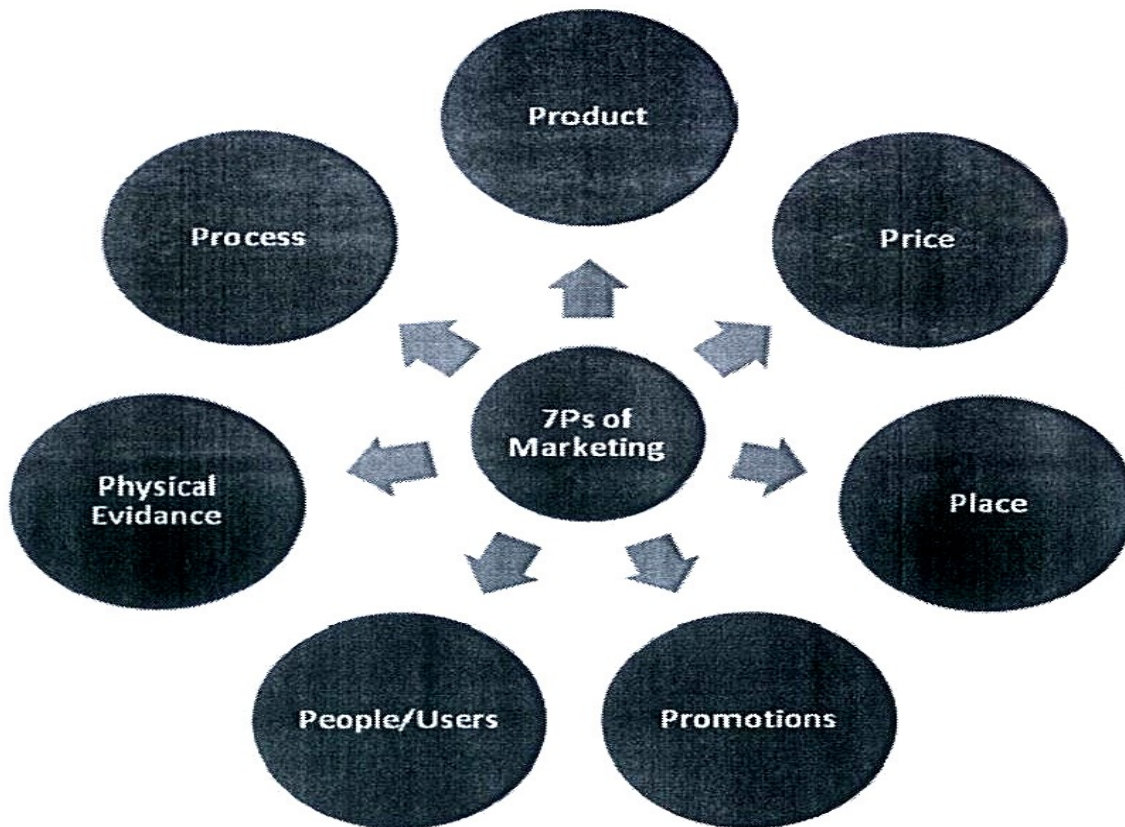 Product
Process
Price
7Ps of
Marketing
Physical
Evidance
Place
People/Users
Promotions